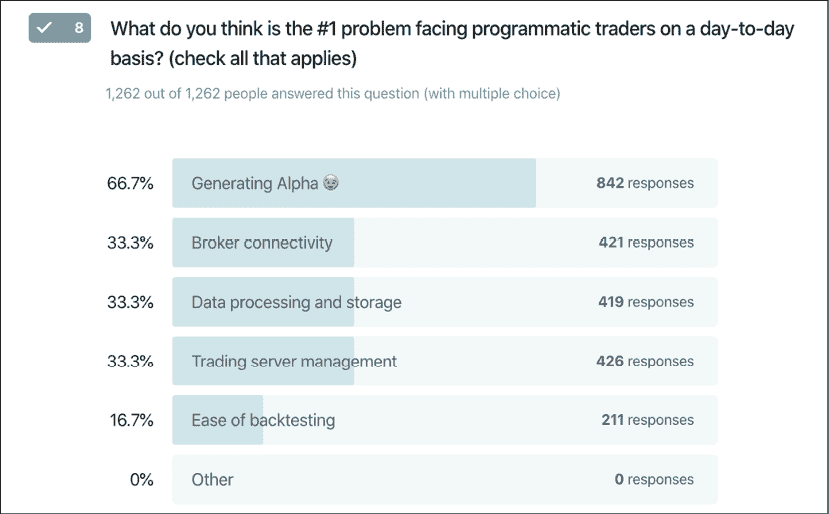 8
What do you think is the #1 problem facing programmatic traders on a day-to-day
basis? (check all that applies)
1,262 out of 1,262 people answered this question (with multiple choice)
66.7% Generating Alpha 842 responses
33.3% Broker connectivity 421 responses
33.3% Data processing and storage 419 responses
33.3% Trading server management 426 responses
16.7% Ease of backtesting 211 responses
0% Other 0 responses